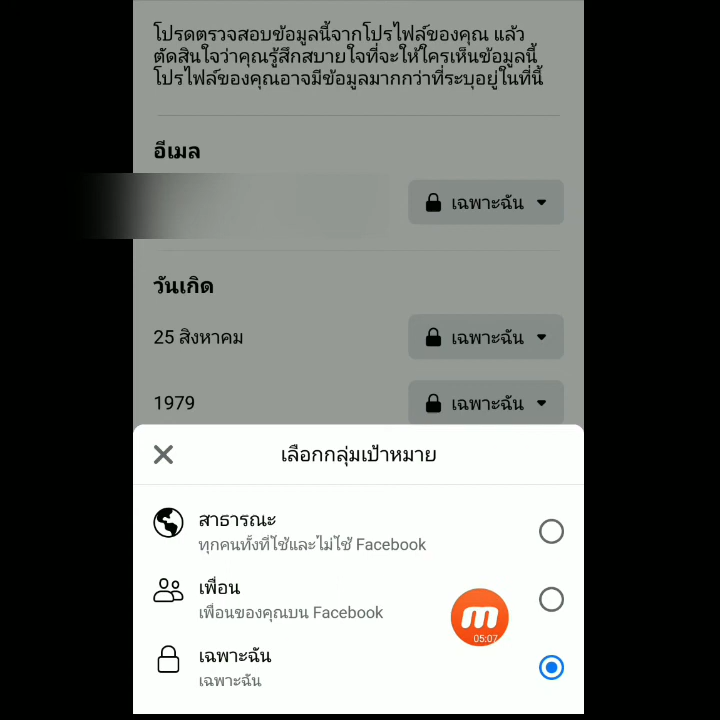 โปรดตรวจสอบข้อมูลนี้จากโปรไฟล์ของคุณ แล้ว
ตัดสินใจว่าคุณรู้สึกสบายใจที่จะให้ใครเห็นข้อมูลนี้
โปรไฟล์ของคุณอาจมีข้อมูลมากกว่าที่ระบุอยู่ในที่นี้
อีเมล
เฉพาะฉัน
วันเกิด
25 สิงหาคม
เฉพาะฉัน
1979
เฉพาะฉัน
เลือกกลุ่มเป้าหมาย
สาธารณะ
ทุกคนทั้งที่ใช้และไม่ใช้ Facebook
เพื่อน
เพื่อนของคุณบน Facebook
m
05:07
เฉพาะฉัน
เฉพาะฉัน